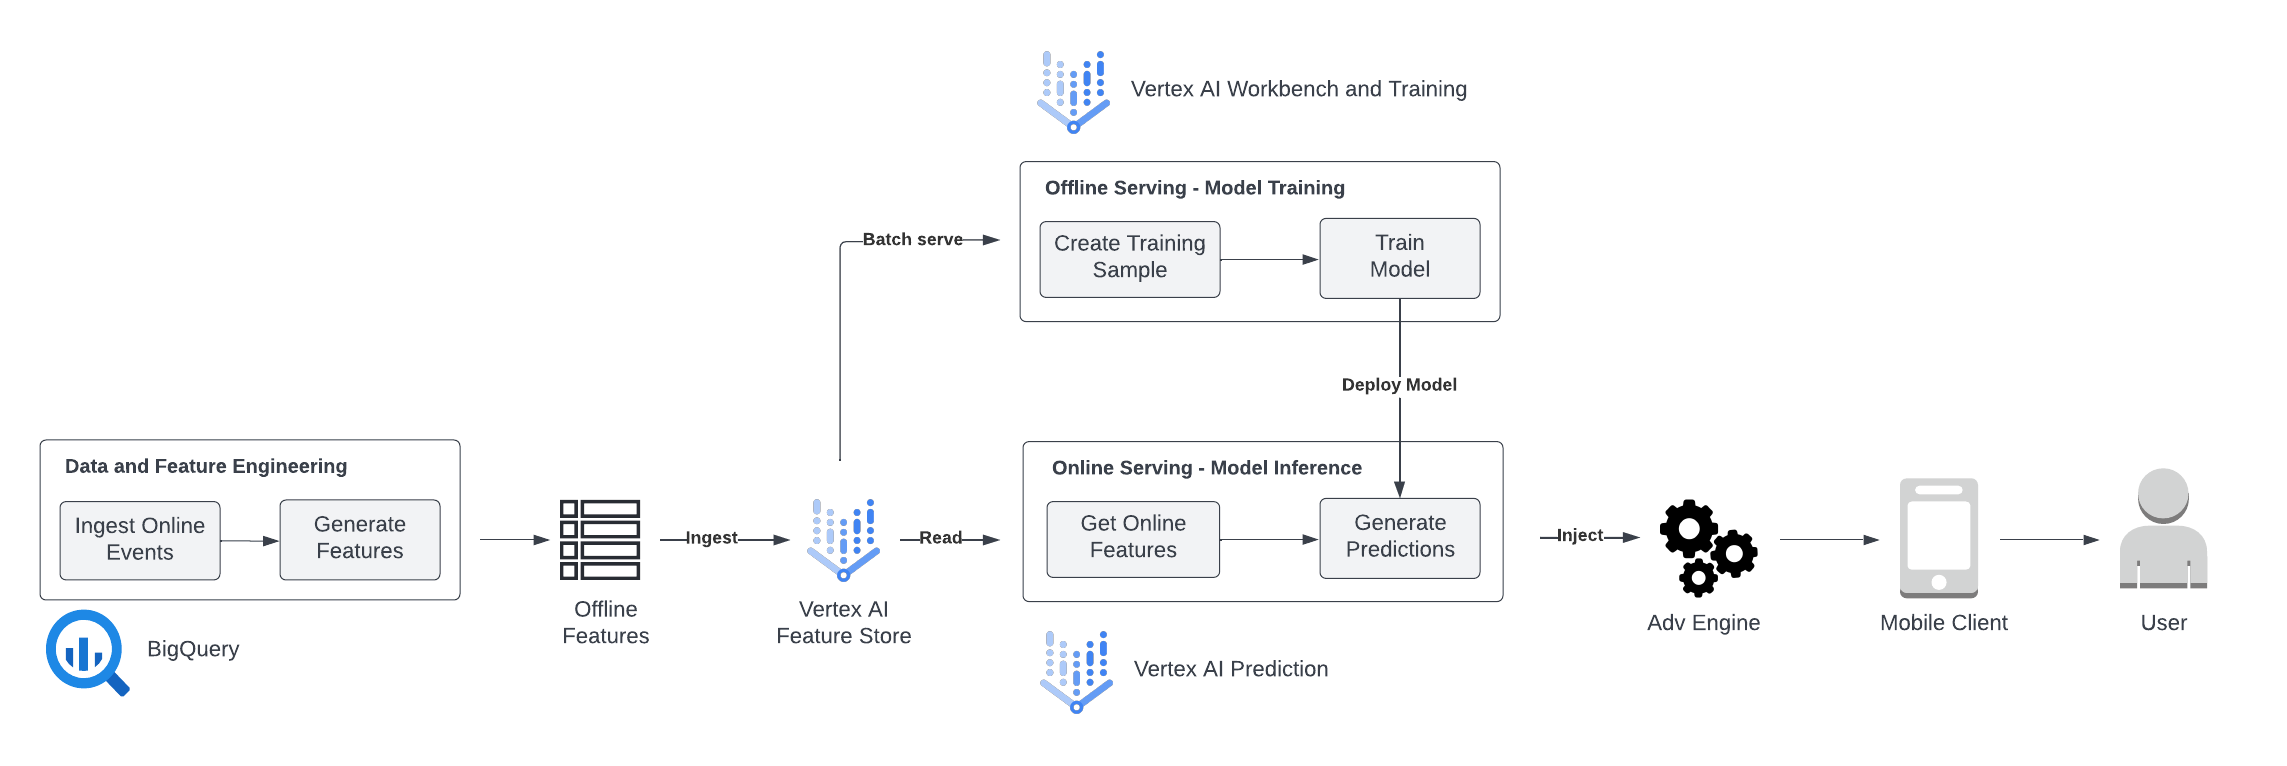 Vertex AI Workbench and Training
Offline Serving - Model Training
Create Training
Sample
Train
Model
Batch serve
Deploy Model
Data and Feature Engineering
Ingest Online
Events
Generate
Features
BigQuery
Offline
Features
Ingest
Vertex AI
Feature Store
Read
Online Serving - Model Inference
Get Online
Features
Generate
Predictions
Vertex AI Prediction
Inject
Adv Engine
Mobile Client
User